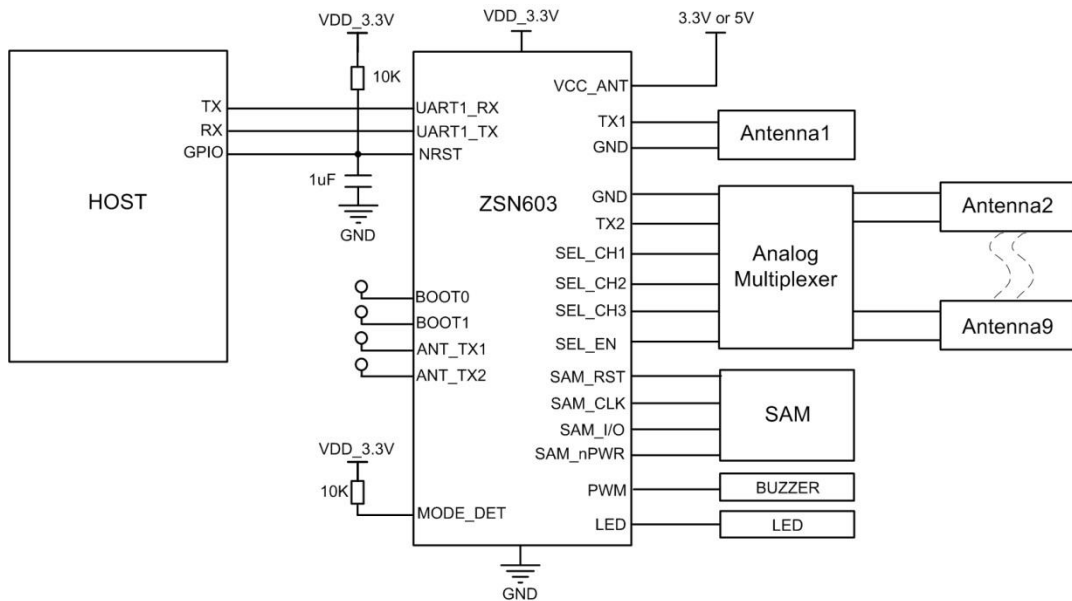 VDD_3.3V
VDD_3.3V
3.3V or 5V
10K
VCC_ANT
TX
UART1_RX
TX1
Antenna1
RX
UART1_TX
GND
GPIO
NRST
1uF
GND
HOST
ZSN603
GND
Antenna2
TX2
SEL_CH1
Analog
Multiplexer
SEL_CH2
BOOT0
SEL_CH3
BOOT1
Antenna9
SEL_EN
ANT_TX1
ANT_TX2
SAM_RST
SAM_CLK
SAM
SAM_I/O
VDD_3.3V
SAM_nPWR
10K
PWM
BUZZER
MODE_DET
LED
LED
GND